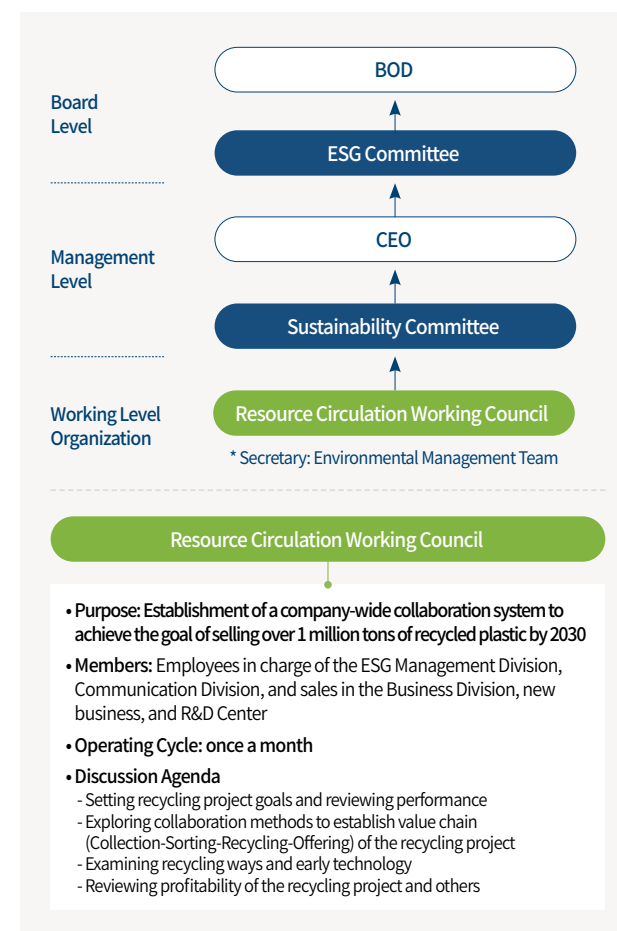 BOD
Board
Level
ESG Committee
CEO
Management
Level
Sustainability Committee
Working Level
Organization
Resource Circulation Working Council
* Secretary: Environmental Management Team
Resource Circulation Working Council
• Purpose: Establishment of a company-wide collaboration system to
achieve the goal of selling over 1 million tons of recycled plastic by 2030
• Members: Employees in charge of the ESG Management Division,
Communication Division, and sales in the Business Division, new
business, and R&D Center
• Operating Cycle: once a month
• Discussion Agenda
- Setting recycling project goals and reviewing performance
- Exploring collaboration methods to establish value chain
(Collection-Sorting-Recycling-Offering) of the recycling project
- Examining recycling ways and early technology
- Reviewing profitability of the recycling project and others